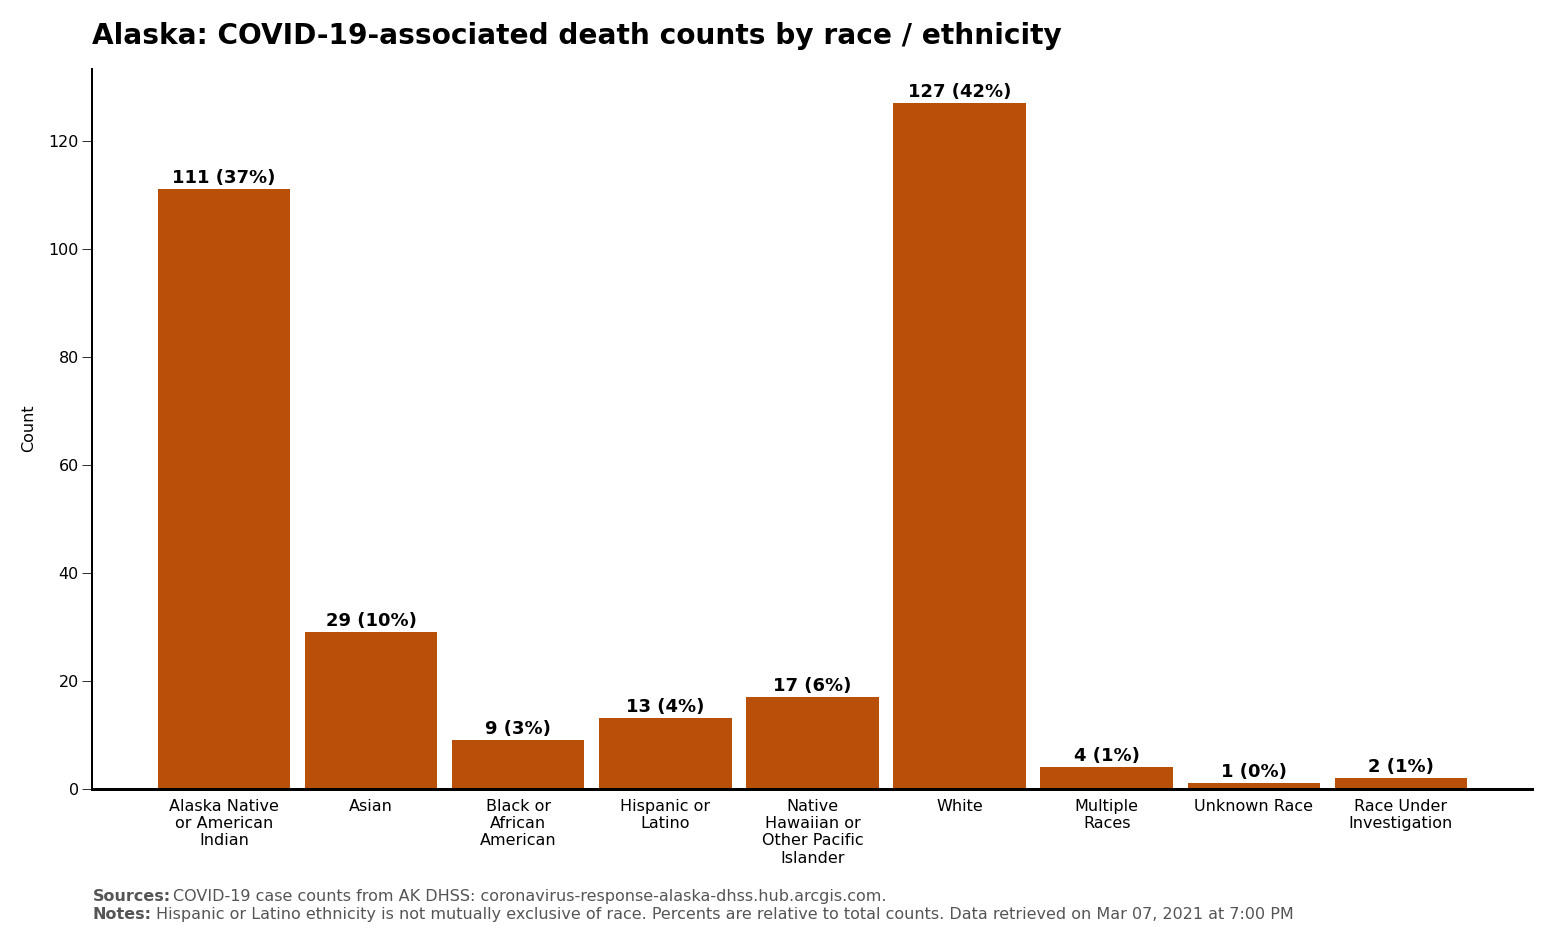 Alaska: COVID-19-associated death counts by race / ethnicity
Count
120
100
80
60
40
20
0
111 (37%)
29 (10%)
9 (3%)
13 (4%)
17 (6%)
127 (42%)
4 (1%)
1 (0%)
2 (1%)
Alaska Native
or American
Indian
Asian
Black or
African
American
Hispanic or
Latino
Native
Hawaiian or
Other Pacific
Islander
White
Multiple
Races
Unknown Race
Race Under
Investigation
Sources: COVID-19 case counts from AK DHSS: coronavirus-response-alaska-dhss.hub.arcgis.com.
Notes: Hispanic or Latino ethnicity is not mutually exclusive of race. Percents are relative to total counts. Data retrieved on Mar 07, 2021 at 7:00 PM